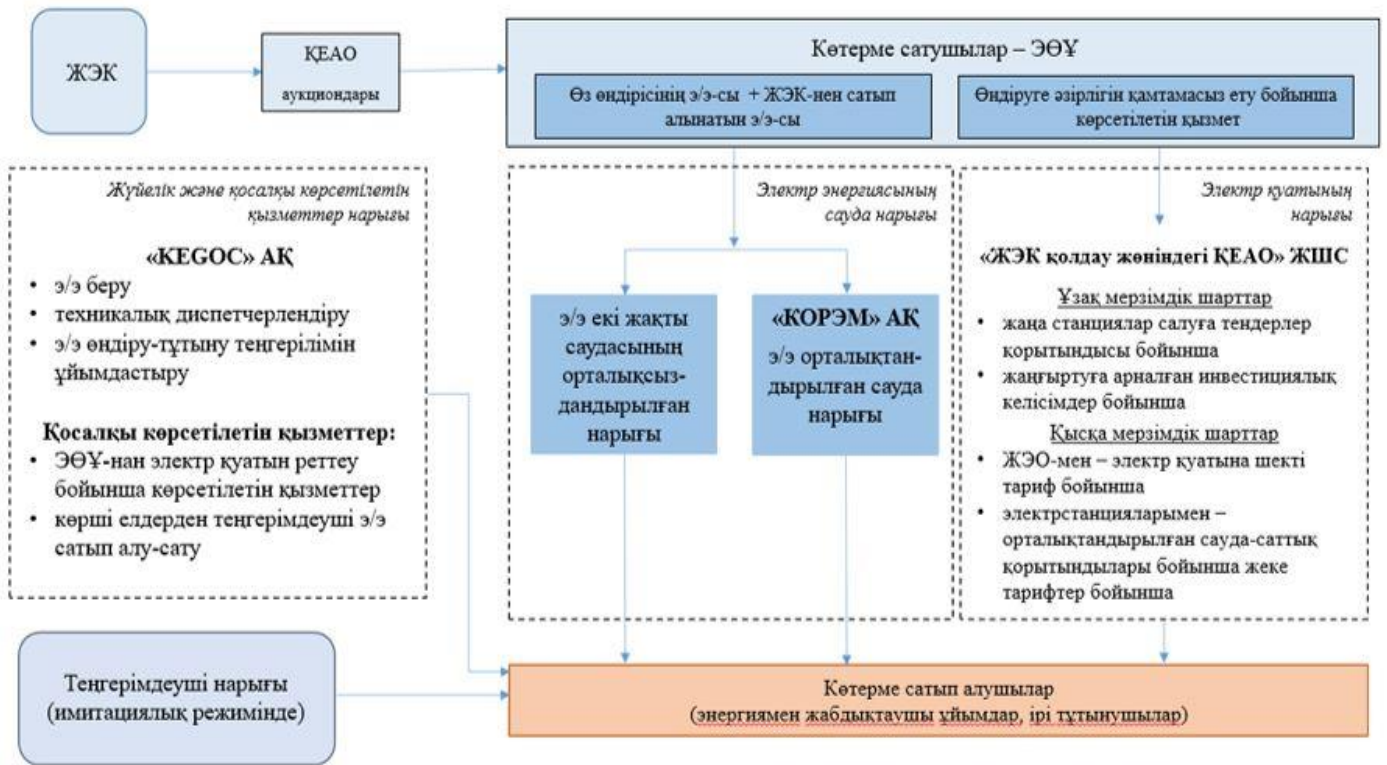 ЖЭК
ҚЕАО
аукциондары
Көтерме сатушылар – ЭӨҰ
Өз өндірісінің э/э-сы + ЖЭК-нен сатып
алынатын э/э-сы
Өндіруге әзірлігін қамтамасыз ету бойынша
көрсетілетін қызмет
Жүйелік және қосалқы көрсетілетін
қызметтер нарығы
«KEGOC» АҚ
• э/э беру
• техникалық диспетчерлендіру
• э/э өндіру-тұтыну теңгерілімін
ұйымдастыру
Қосалқы көрсетілетін қызметтер:
• ЭӨҰ-нан электр қуатын реттеу
бойынша көрсетілетін қызметтер
• көрші елдерден теңгерімдеуші э/э
сатып алу-сату
Электр энергиясының
сауда нарығы
э/э екі жақты
саудасының
орталықсыз-
дандырылған
нарығы
«КОРЭМ» АҚ
э/э орталықтан-
дырылған сауда
нарығы
Электр қуатының
нарығы
«ЖЭК қолдау жөніндегі ҚЕАО» ЖШС
Ұзақ мерзімдік шарттар
• жаңа станциялар салуға тендерлер
қорытындысы бойынша
• жаңғыртуға арналған инвестициялық
келісімдер бойынша
Қысқа мерзімдік шарттар
• ЖЭО-мен – электр қуатына шекті
тариф бойынша
• электрстанцияларымен –
орталықтандырылған сауда-саттық
қорытындылары бойынша жеке
тарифтер бойынша
Теңгерімдеуші нарығы
(имитациялық режимінде)
Көтерме сатып алушылар
(энергиямен жабдықтаушы ұйымдар, ірі тұтынушылар)